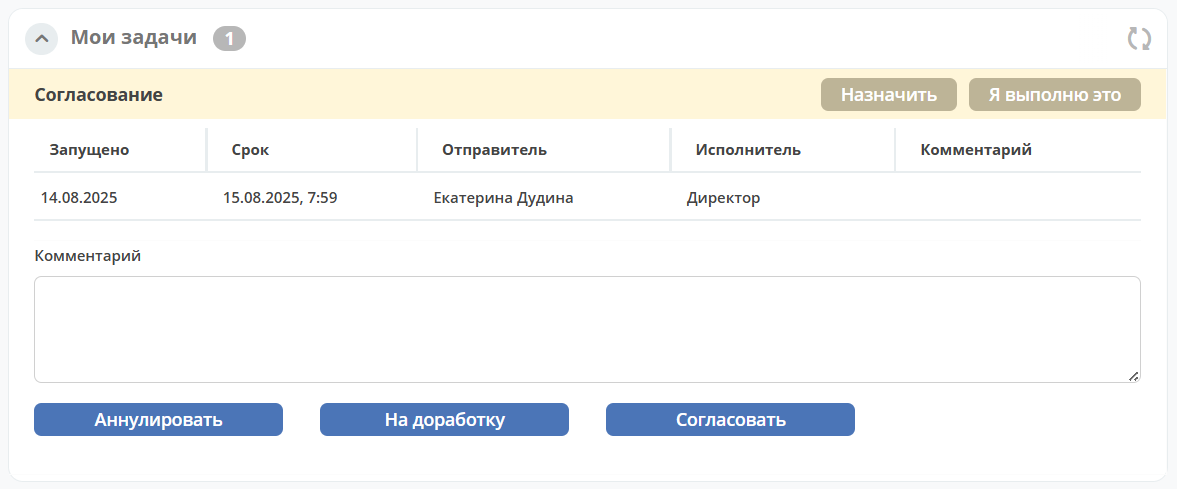 Мои задачи 1
Согласование Назначить Я выполню это
Запущено Срок Отправитель Исполнитель Комментарий
14.08.2025 15.08.2025, 7:59 Екатерина Дудина Директор
Комментарий
Аннулировать На доработку Согласовать